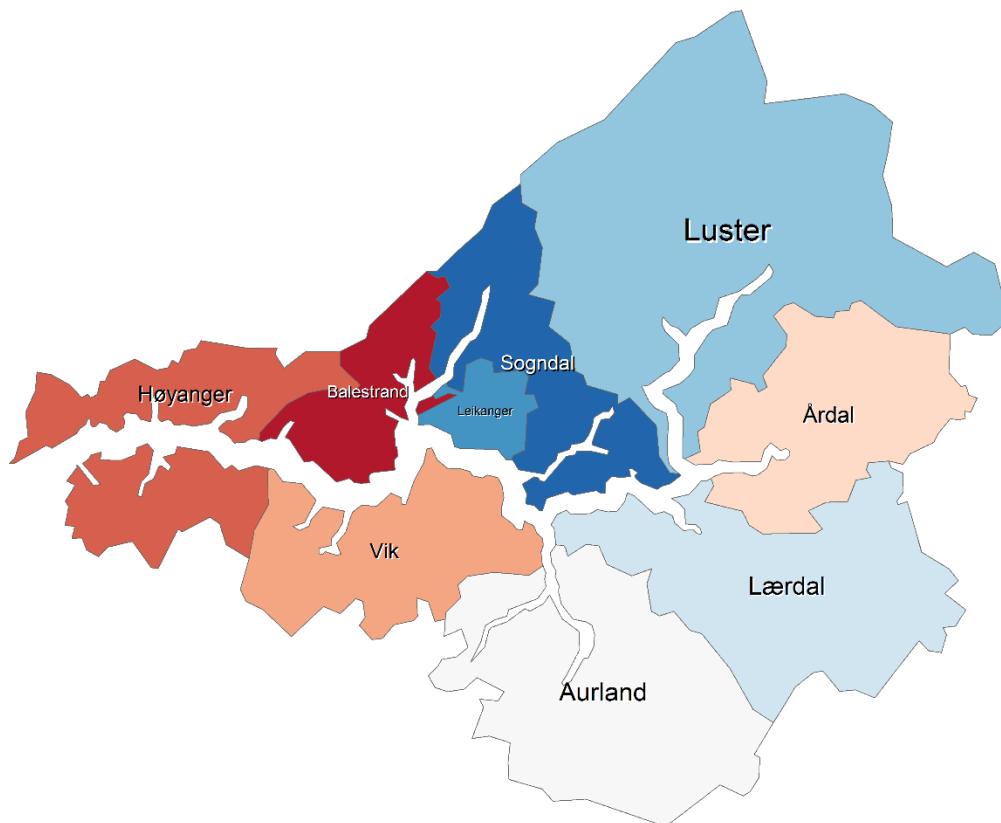 Luster
Sogndal
Høyanger
Balestrand
Leikanger
Årdal
Vik
Lærdal
Aurland